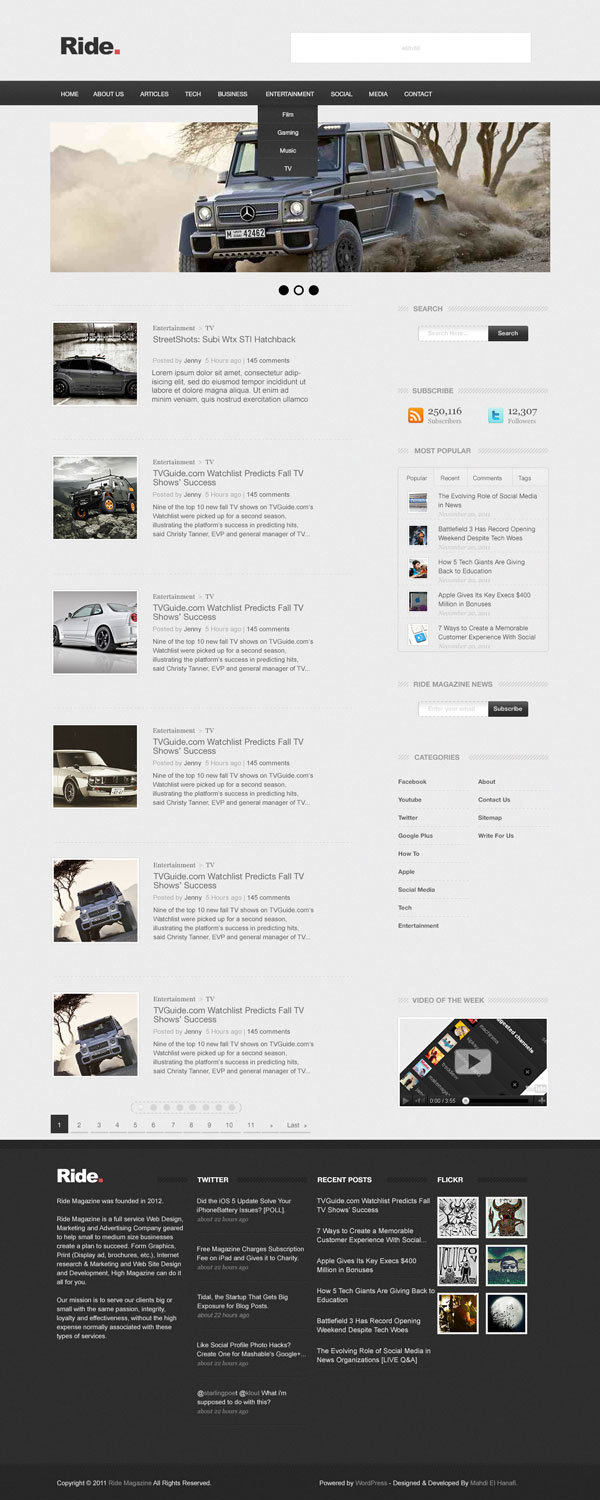 Ride.
HOME ABOUT US ARTICLES TECH BUSINESS ENTERTAINMENT SOCIAL MEDIA CONTACT
Film
Gaming
Music
TV
42462
Entertainment > TV
StreetShots: Subi Wtx STI Hatchback
Posted by Jenny 5 Hours ago | 145 comments
Lorem ipsum dolor sit amet, consectetur adip-
isicing elit, sed do eiusmod tempor incididunt ut
labore et dolore magna aliqua. Ut enim ad
minim veniam, quis nostrud exercitation ullamco
Entertainment > TV
TVGuide.com Watchlist Predicts Fall TV
Shows' Success
Posted by Jenny 5 Hours ago | 145 comments
Nine of the top 10 new fall TV shows on TVGuide.com's
Watchlist were picked up for a second season,
illustrating the platform's success in predicting hits,
said Christy Tanner, EVP and general manager of TV...
Entertainment > TV
TVGuide.com Watchlist Predicts Fall TV
Shows' Success
Posted by Jenny 5 Hours ago | 145 comments
Nine of the top 10 new fall TV shows on TVGuide.com's
Watchlist were picked up for a second season,
illustrating the platform's success in predicting hits,
said Christy Tanner, EVP and general manager of TV...
Entertainment > TV
TVGuide.com Watchlist Predicts Fall TV
Shows' Success
Posted by Jenny 5 Hours ago | 145 comments
Nine of the top 10 new fall TV shows on TVGuide.com's
Watchlist were picked up for a second season,
illustrating the platform's success in predicting hits,
said Christy Tanner, EVP and general manager of TV...
Entertainment > TV
TVGuide.com Watchlist Predicts Fall TV
Shows' Success
Posted by Jenny 5 Hours ago | 145 comments
Nine of the top 10 new fall TV shows on TVGuide.com's
Watchlist were picked up for a second season,
illustrating the platform's success in predicting hits,
said Christy Tanner, EVP and general manager of TV...
Entertainment > TV
TVGuide.com Watchlist Predicts Fall TV
Shows' Success
Posted by Jenny 5 Hours ago | 145 comments
Nine of the top 10 new fall TV shows on TVGuide.com's
Watchlist were picked up for a second season,
illustrating the platform's success in predicting hits,
said Christy Tanner, EVP and general manager of TV...
1 2 3 4 5 6 7 8 9 10 11 » Last »
SEARCH
Search Here... Search
SUBSCRIBE
250,116 12,307
Subscribers Followers
MOST POPULAR
Popular Recent Comments Tags
The Evolving Role of Social Media
in News
November 20, 2011
Battlefield 3 Has Record Opening
Weekend Despite Tech Woes
November 20, 2011
How 5 Tech Giants Are Giving
Back to Education
November 20, 2011
Apple Gives Its Key Execs $400
Million in Bonuses
November 20, 2011
7 Ways to Create a Memorable
Customer Experience With Social
November 20, 2011
RIDE MAGAZINE NEWS
Enter your email Subscribe
CATEGORIES
Facebook About
Youtube Contact Us
Twitter Sitemap
Google Plus Write For Us
How To
Apple
Social Media
Tech
Entertainment
VIDEO OF THE WEEK
0:00 / 3:55
Ride.
Ride Magazine was founded in 2012.
Ride Magazine is a full service Web Design,
Marketing and Advertising Company geared
to help small to medium size businesses
create a plan to succeed. Form Graphics,
Print (Display ad, brochures, etc.), Internet
research & Marketing and Web Site Design
and Development, High Magazine can do it
all for you.
Our mission is to serve our clients big or
small with the same passion, integrity,
loyalty and effectiveness, without the high
expense normally associated with these
types of services.
TWITTER
Did the iOS 5 Update Solve Your
iPhoneBattery Issues? [POLL].
about 22 hours ago
Free Magazine Charges Subscription
Fee on iPad and Gives it to Charity.
about 22 hours ago
Tidal, the Startup That Gets Big
Exposure for Blog Posts.
about 22 hours ago
Like Social Profile Photo Hacks?
Create One for Mashable's Google+...
about 22 hours ago
@starlingpoet @klout What i'm
supposed to do with this?
about 22 hours ago
RECENT POSTS
TVGuide.com Watchlist Predicts Fall
TV Shows' Success
7 Ways to Create a Memorable
Customer Experience With Social...
Apple Gives Its Key Execs $400
Million in Bonuses
How 5 Tech Giants Are Giving Back to
Education
Battlefield 3 Has Record Opening
Weekend Despite Tech Woes
The Evolving Role of Social Media in
News Organizations [LIVE Q&A]
FLICKR
Copyright © 2011 Ride Magazine All Rights Reserved.
Powered by WordPress - Designed & Developed By Mahdi El Hanafi.